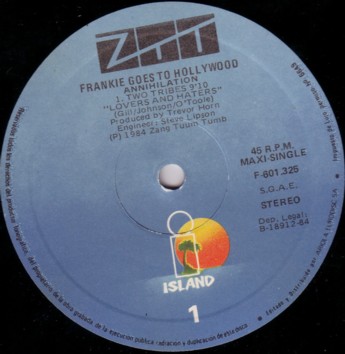 ZTT
FRANKIE GOES TO HOLLYWOOD
ANNIHILATION
1. TWO TRIBES 9'10
"LOVERS AND HATERS"
(Gill/Johnson/O'Toole)
Produced by Trevor Horn
Engineer: Steve Lipson
(P) 1984 Zang Tuum Tumb
45 R.P.M.
MAXI-SINGLE
F-601.325
S.G.A.E.
STEREO
Dep. Legal:
B-18912-84
ISLAND
1